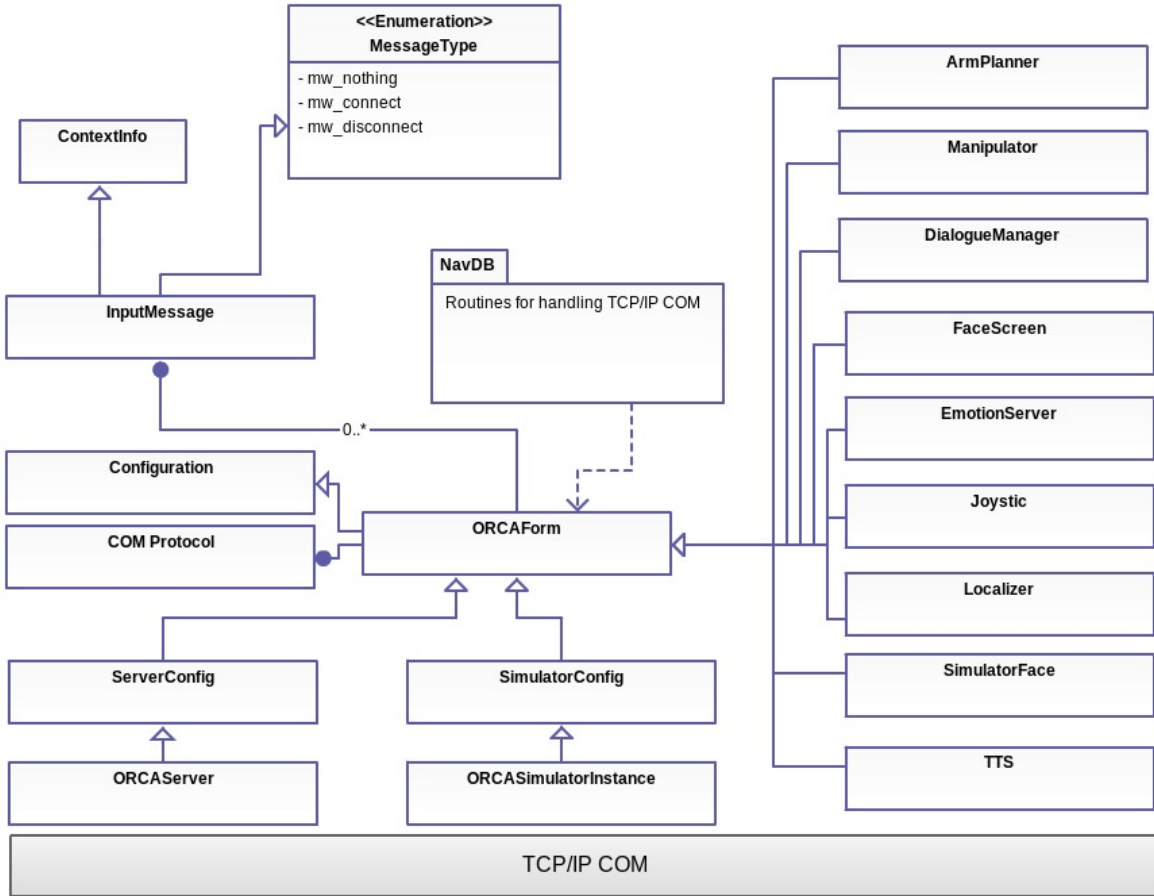 <<Enumeration>>
MessageType
- mw_nothing
- mw_connect
- mw_disconnect
ContextInfo
InputMessage
NavDB
Routines for handling TCP/IP COM
0..*
Configuration
COM Protocol
ORCAForm
ServerConfig
SimulatorConfig
ORCAServer
ORCASimulatorInstance
ArmPlanner
Manipulator
DialogueManager
FaceScreen
EmotionServer
Joystic
Localizer
SimulatorFace
TTS
TCP/IP COM